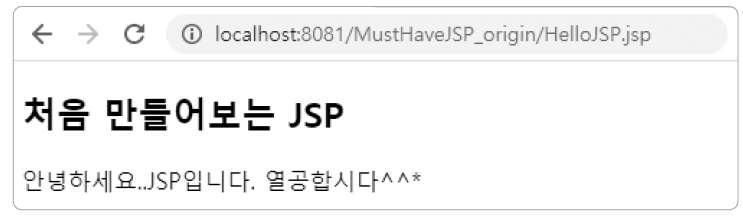 localhost:8081/MustHaveJSP_origin/HelloJSP.jsp
처음 만들어보는 JSP
안녕하세요..JSP입니다. 열공합시다^^*